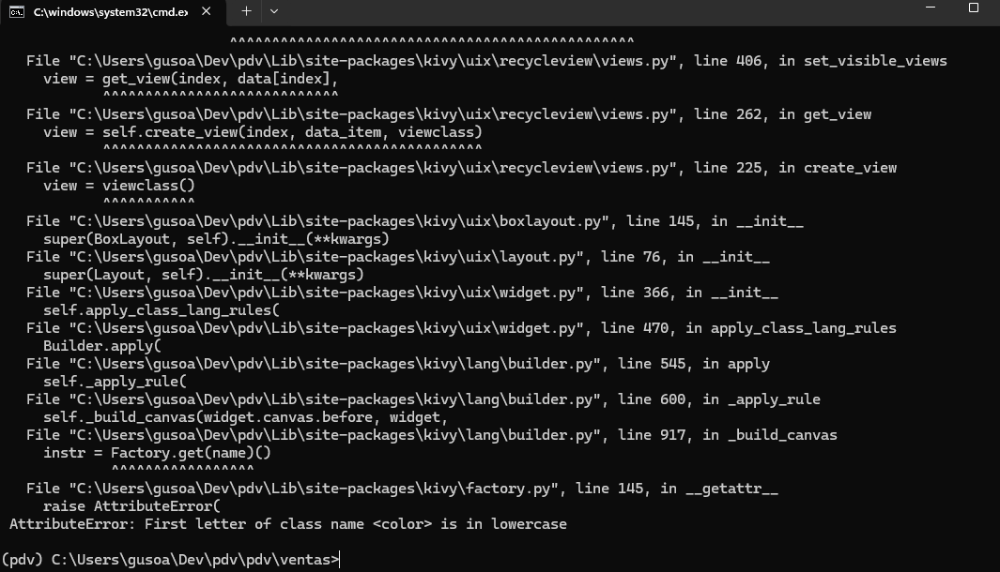 C:\windows\system32\cmd.ex
^^^^^^^^^^^^^^^^^^^^^^^^^^^^^^^^^^^^^^^^^^^^^^^^
File "C:\Users\gusoa\Dev\pdv\Lib\site-packages\kivy\uix\recycleview\views.py", line 406, in set_visible_views
view = get_view(index, data[index],
^^^^^^^^^^^^^^^^^^^^^^^^^^^^
File "C:\Users\gusoa\Dev\pdv\Lib\site-packages\kivy\uix\recycleview\views.py", line 262, in get_view
view = self.create_view(index, data_item, viewclass)
^^^^^^^^^^^^^^^^^^^^^^^^^^^^^^^^^^^^^^^^^^^^^
File "C:\Users\gusoa\Dev\pdv\Lib\site-packages\kivy\uix\recycleview\views.py", line 225, in create_view
view = viewclass()
^^^^^^^^^^^
File "C:\Users\gusoa\Dev\pdv\Lib\site-packages\kivy\uix\boxlayout.py", line 145, in __init__
super(BoxLayout, self).__init__(**kwargs)
File "C:\Users\gusoa\Dev\pdv\Lib\site-packages\kivy\uix\layout.py", line 76, in __init__
super(Layout, self).__init__(**kwargs)
File "C:\Users\gusoa\Dev\pdv\Lib\site-packages\kivy\uix\widget.py", line 366, in __init__
self.apply_class_lang_rules(
File "C:\Users\gusoa\Dev\pdv\Lib\site-packages\kivy\uix\widget.py", line 470, in apply_class_lang_rules
Builder.apply(
File "C:\Users\gusoa\Dev\pdv\Lib\site-packages\kivy\lang\builder.py", line 545, in apply
self._apply_rule(
File "C:\Users\gusoa\Dev\pdv\Lib\site-packages\kivy\lang\builder.py", line 600, in _apply_rule
self._build_canvas(widget.canvas.before, widget,
File "C:\Users\gusoa\Dev\pdv\Lib\site-packages\kivy\lang\builder.py", line 917, in _build_canvas
instr = Factory.get(name)()
^^^^^^^^^^^^^^^^^
File "C:\Users\gusoa\Dev\pdv\Lib\site-packages\kivy\factory.py", line 145, in __getattr__
raise AttributeError(
AttributeError: First letter of class name <color> is in lowercase
(pdv) C:\Users\gusoa\Dev\pdv\pdv\ventas>